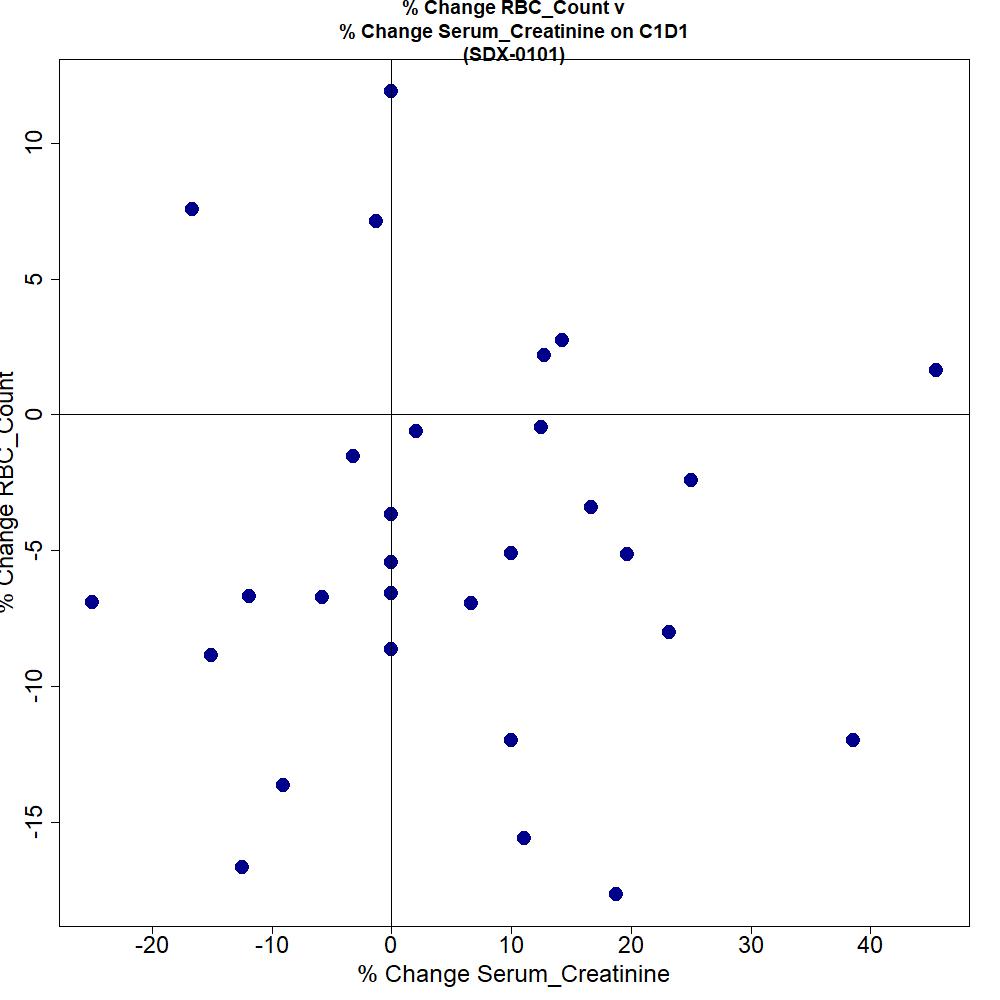 % Change RBC_Count v
% Change Serum_Creatinine on C1D1
(SDX-0101)
% Change RBC_Count
10
5
0
-5
-10
-15
-20
-10
0
10
20
30
40
% Change Serum_Creatinine